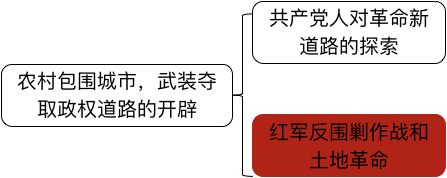 共产党人对革命新
道路的探索
农村包围城市，武装夺
取政权道路的开辟
红军反围剿作战和
土地革命